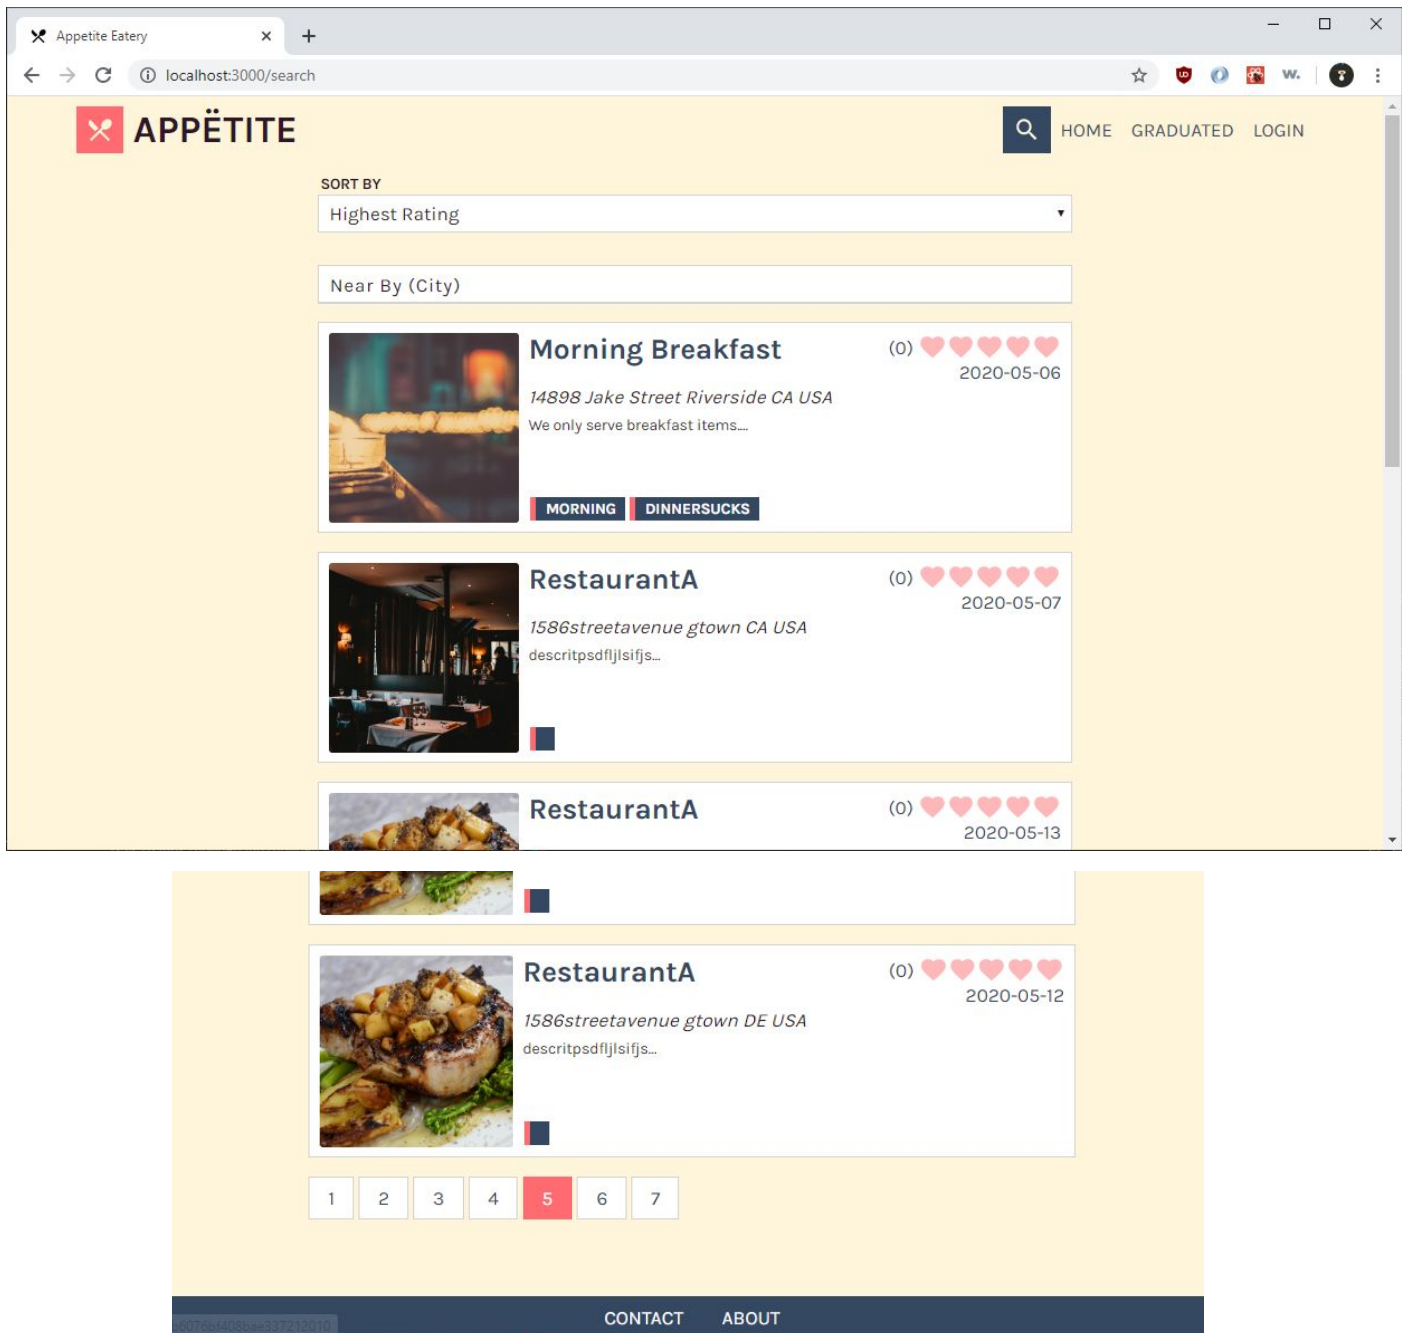 Appetite Eatery
localhost:3000/search
W.
APPËTITE
HOME GRADUATED LOGIN
SORT BY
Highest Rating
Near By (City)
Morning Breakfast
(0)
2020-05-06
14898 Jake Street Riverside CA USA
We only serve breakfast items....
MORNING DINNERSUCKS
RestaurantA
(0)
2020-05-07
1586streetavenue gtown CA USA
descritpsdfljlsifjs...
RestaurantA
(0)
2020-05-13
RestaurantA
(0)
2020-05-12
1586streetavenue gtown DE USA
descritpsdfljlsifjs...
1 2 3 4 5 6 7
CONTACT ABOUT